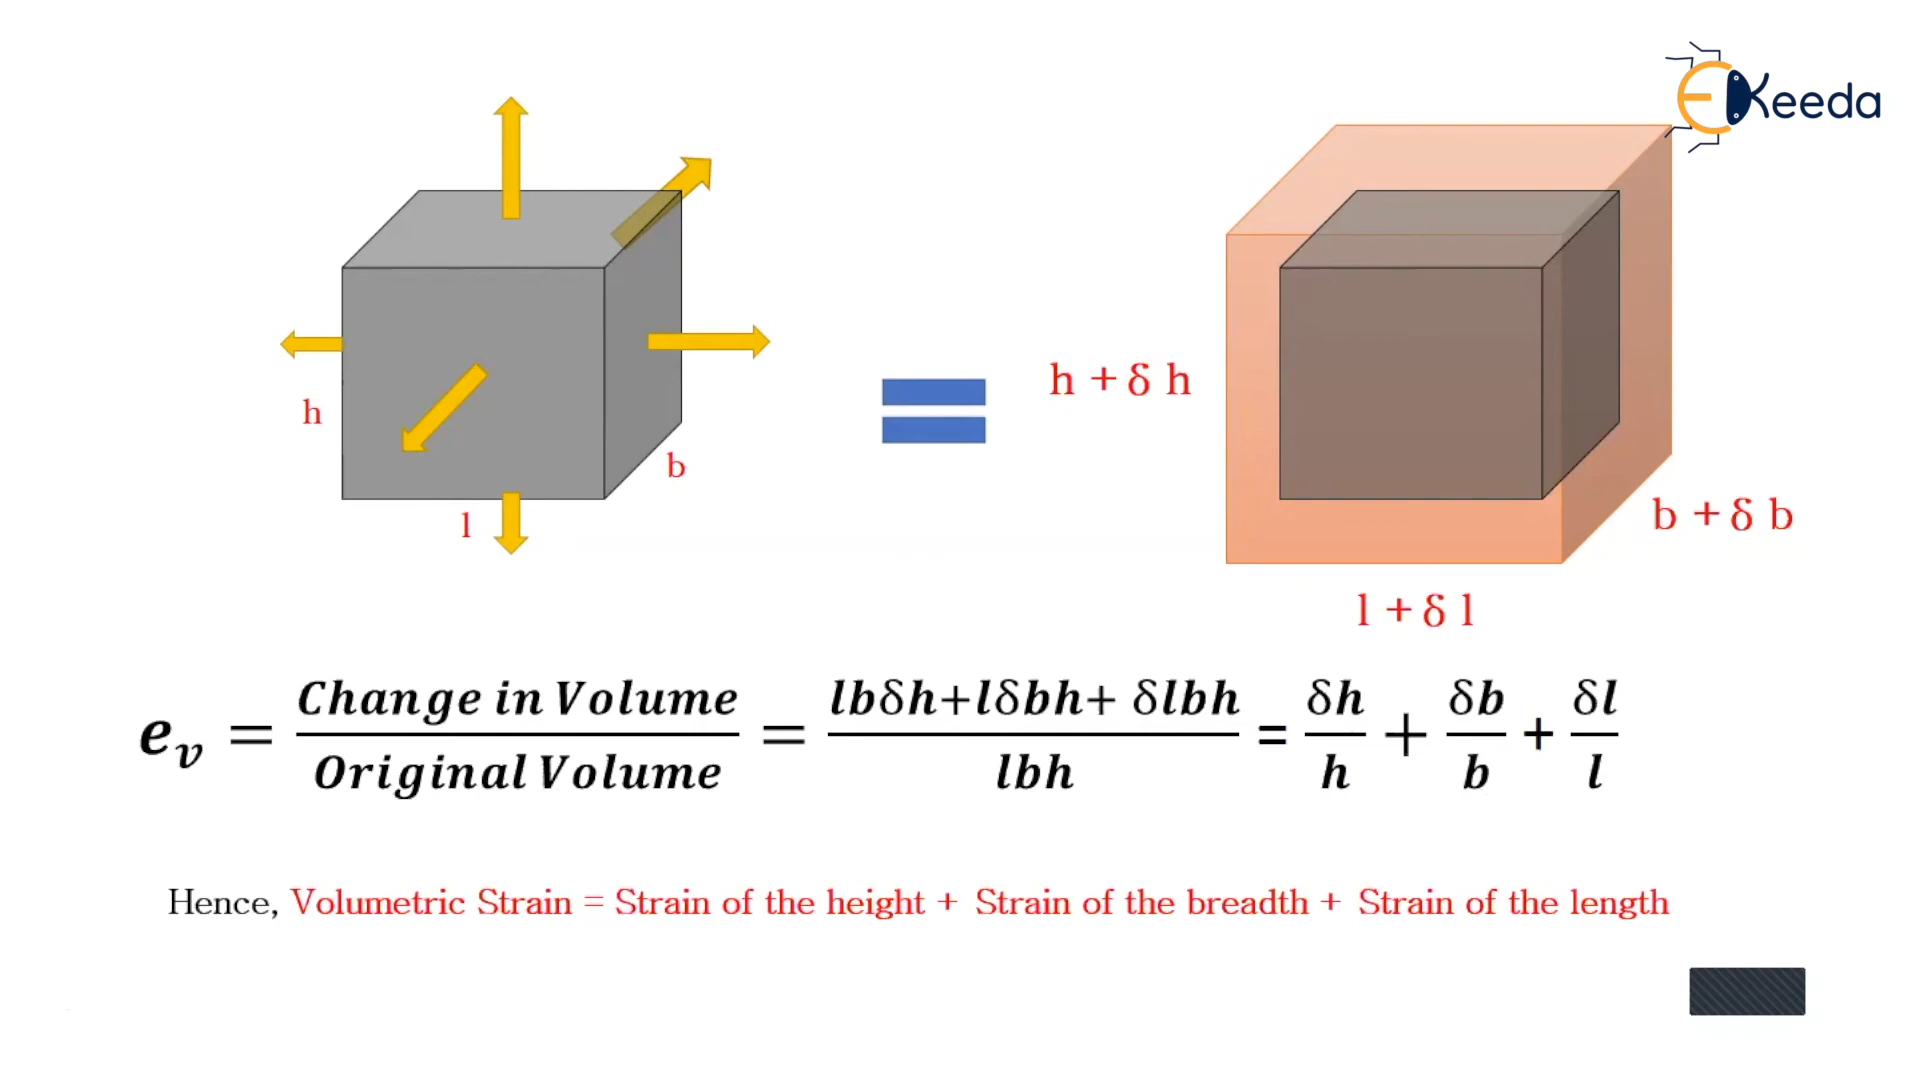 EKeeda
h
b
l
h + δ h
b + δ b
l + δ l
e_v = Change in Volume / Original Volume = lbδh+lδbh+ δlbh / lbh = δh/h + δb/b + δl/l
Hence, Volumetric Strain = Strain of the height + Strain of the breadth + Strain of the length